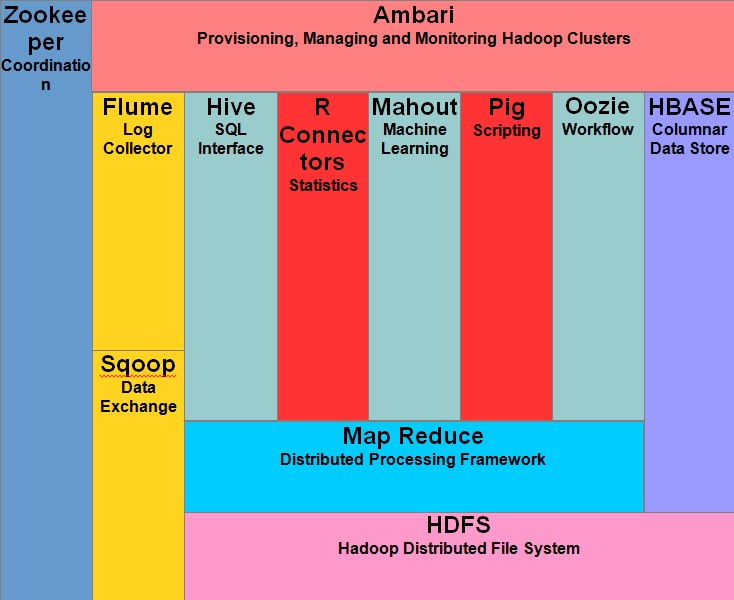 Zookee
per
Coordinatio
n
Ambari
Provisioning, Managing and Monitoring Hadoop Clusters
Flume
Log
Collector
Hive
SQL
Interface
R
Connec
tors
Statistics
Mahout
Machine
Learning
Pig
Scripting
Oozie
Workflow
HBASE
Columnar
Data Store
Sqoop
Data
Exchange
Map Reduce
Distributed Processing Framework
HDFS
Hadoop Distributed File System